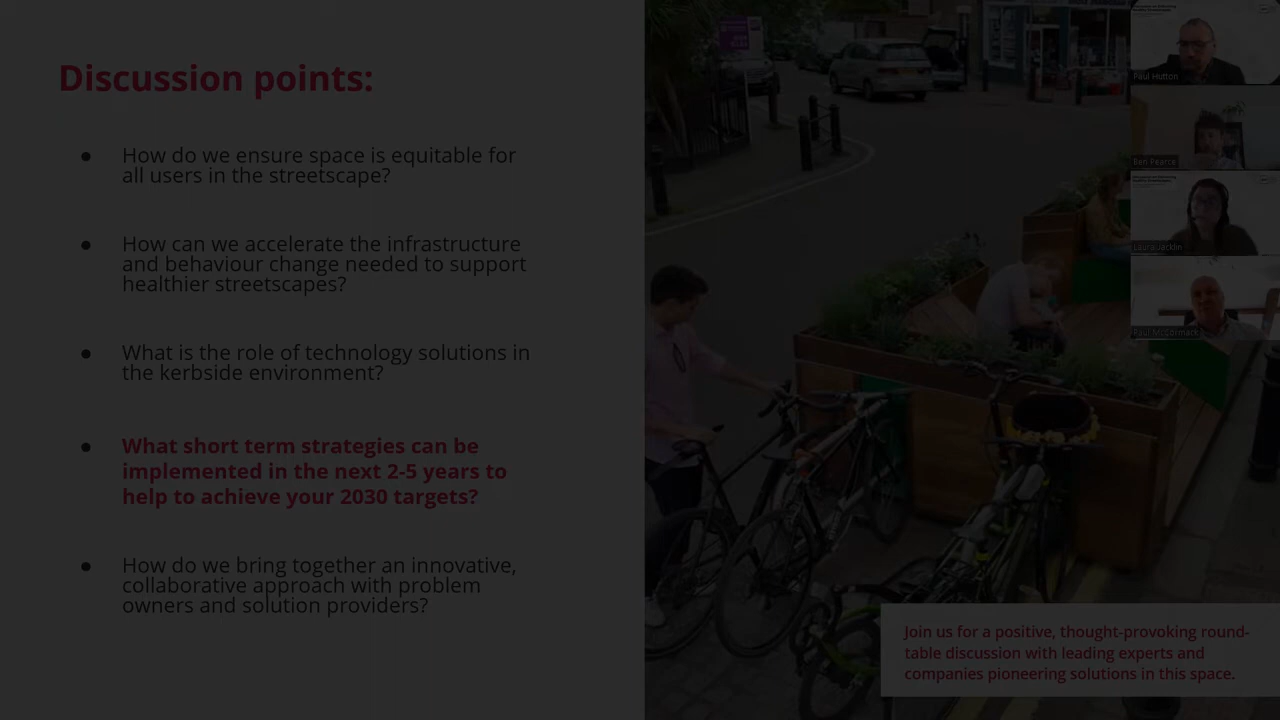 Discussion points:
How do we ensure space is equitable for
all users in the streetscape?
How can we accelerate the infrastructure
and behaviour change needed to support
healthier streetscapes?
What is the role of technology solutions in
the kerbside environment?
What short term strategies can be
implemented in the next 2-5 years to
help to achieve your 2030 targets?
How do we bring together an innovative,
collaborative approach with problem
owners and solution providers?
Join us for a positive, thought-provoking round-
table discussion with leading experts and
companies pioneering solutions in this space.
Paul Hutton
Ben Pearce
Laura Jacklin
Paul McCormack